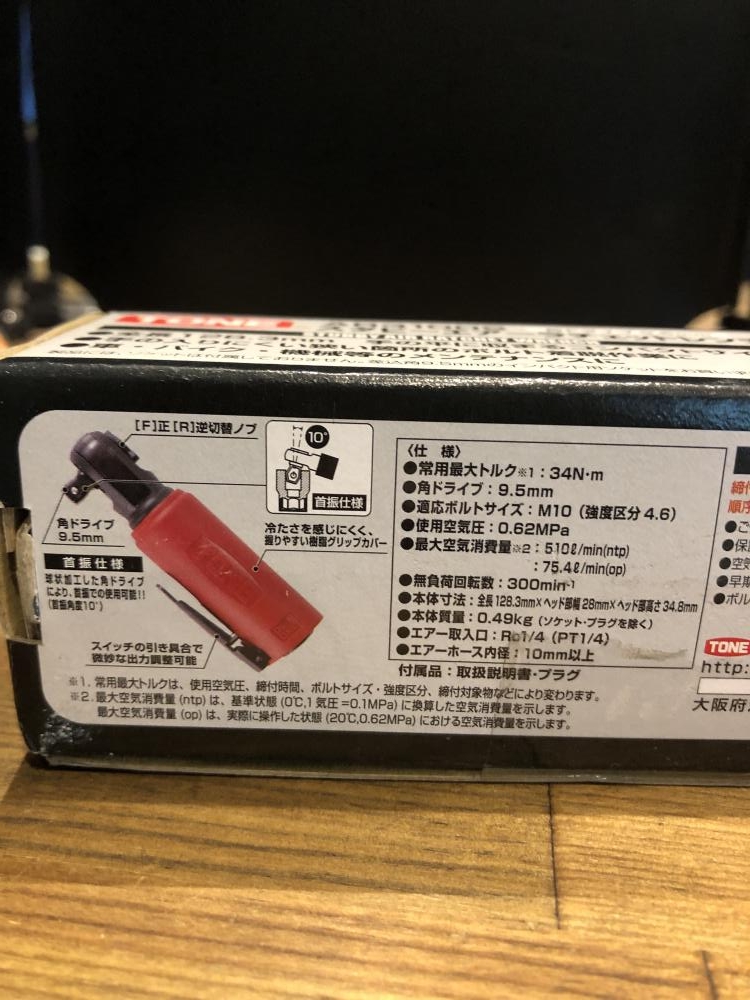 TONE
[F]正[R]逆切替ノブ
10°
首振仕様
角ドライブ
9.5mm
冷たさを感じにくく、
握りやすい樹脂グリップカバー
首振仕様
球状加工した角ドライブ
により、首振での使用可能!!
(首振角度10°)
スイッチの引き具合で
微妙な出力調整可能
〈仕 様〉
●常用最大トルク※1：34N·m
●角ドライブ：9.5mm
●適応ボルトサイズ：M10（強度区分4.6）
●使用空気圧：0.62MPa
●最大空気消費量※2：510ℓ/min(ntp)
：75.4ℓ/min(op)
●無負荷回転数：300min-1
●本体寸法：全長128.3mm×ヘッド部幅28mm×ヘッド部高さ34.8mm
●本体質量：0.49kg（ソケット・プラグを除く）
●エアー取入口：Rc1/4（PT1/4）
●エアーホース内径：10mm以上
付属品：取扱説明書・プラグ
※1. 常用最大トルクは、使用空気圧、締付時間、ボルトサイズ・強度区分、締付対象物などにより変わります。
※2. 最大空気消費量（ntp）は、基準状態（0℃,1気圧=0.1MPa）に換算した空気消費量を示します。
最大空気消費量（op）は、実際に操作した状態（20℃,0.62MPa）における空気消費量を示します。
締付
順序
●ご
●保
●空気
●早期
●ボル
TONE
http:
大阪府